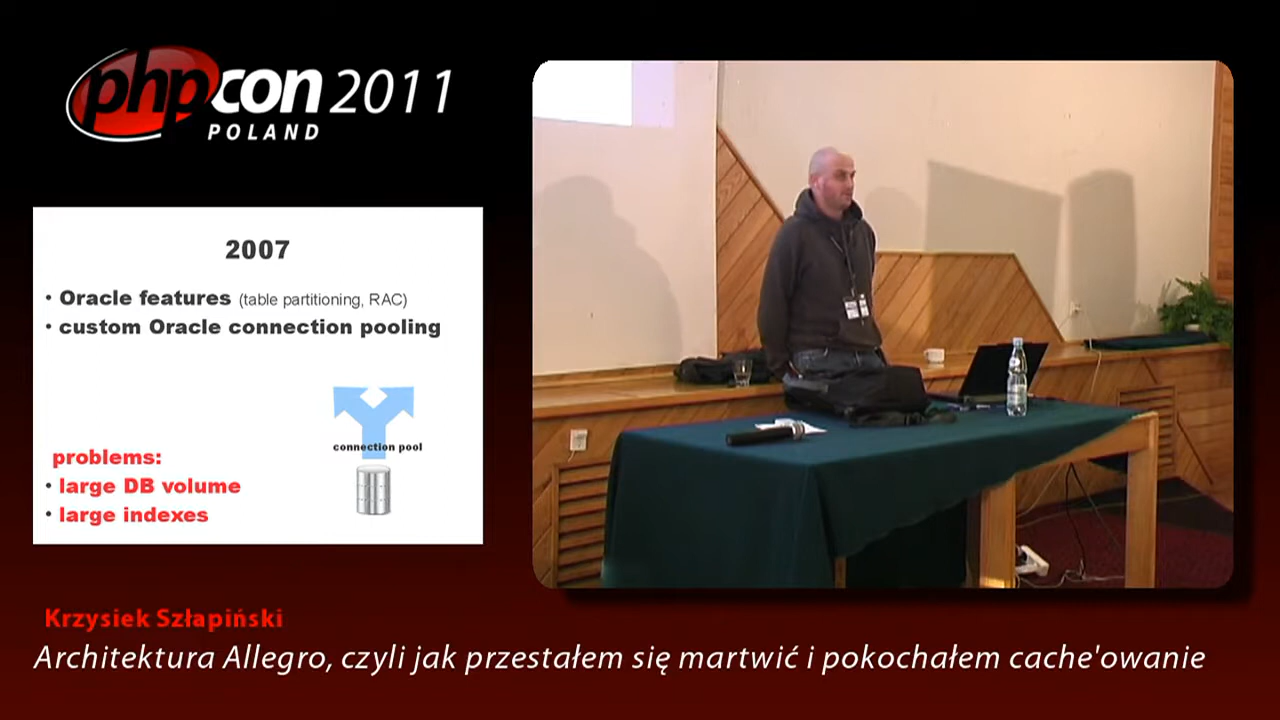 phpcon 2011
POLAND
2007
• Oracle features (table partitioning, RAC)
• custom Oracle connection pooling
connection pool
problems:
• large DB volume
• large indexes
Krzysiek Szłapiński
Architektura Allegro, czyli jak przestałem się martwić i pokochałem cache'owanie